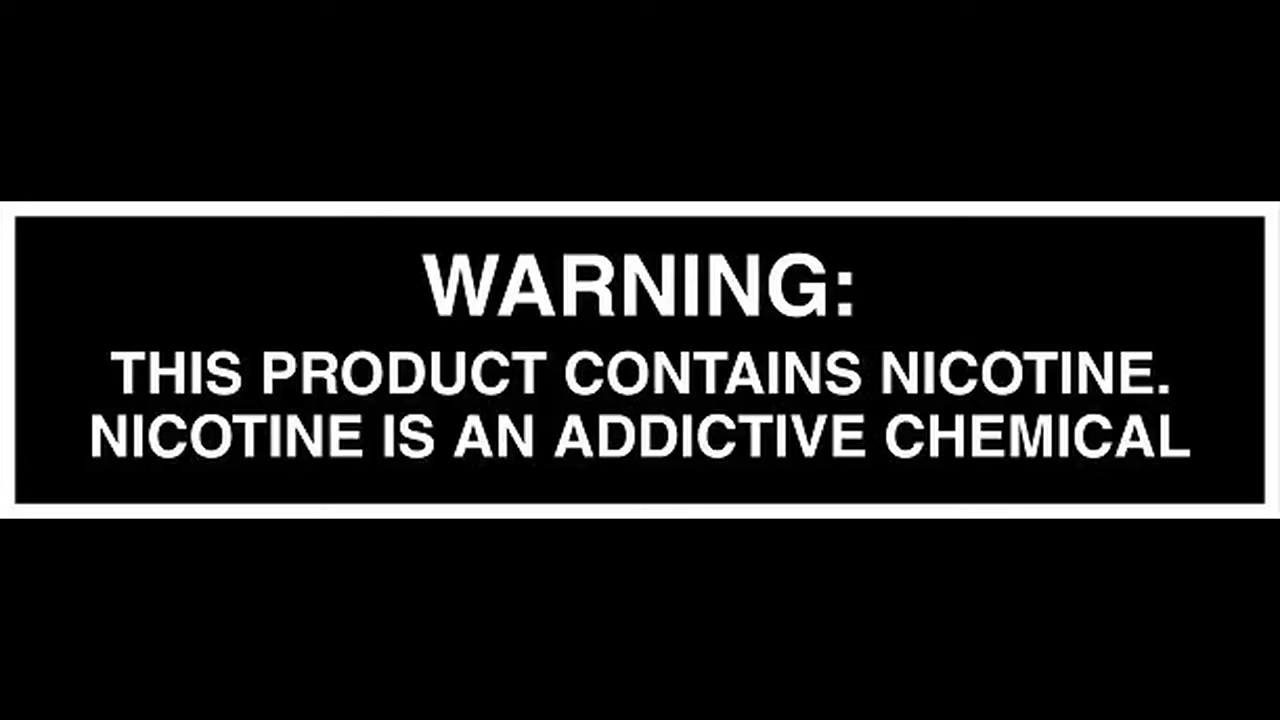 WARNING:
THIS PRODUCT CONTAINS NICOTINE.
NICOTINE IS AN ADDICTIVE CHEMICAL